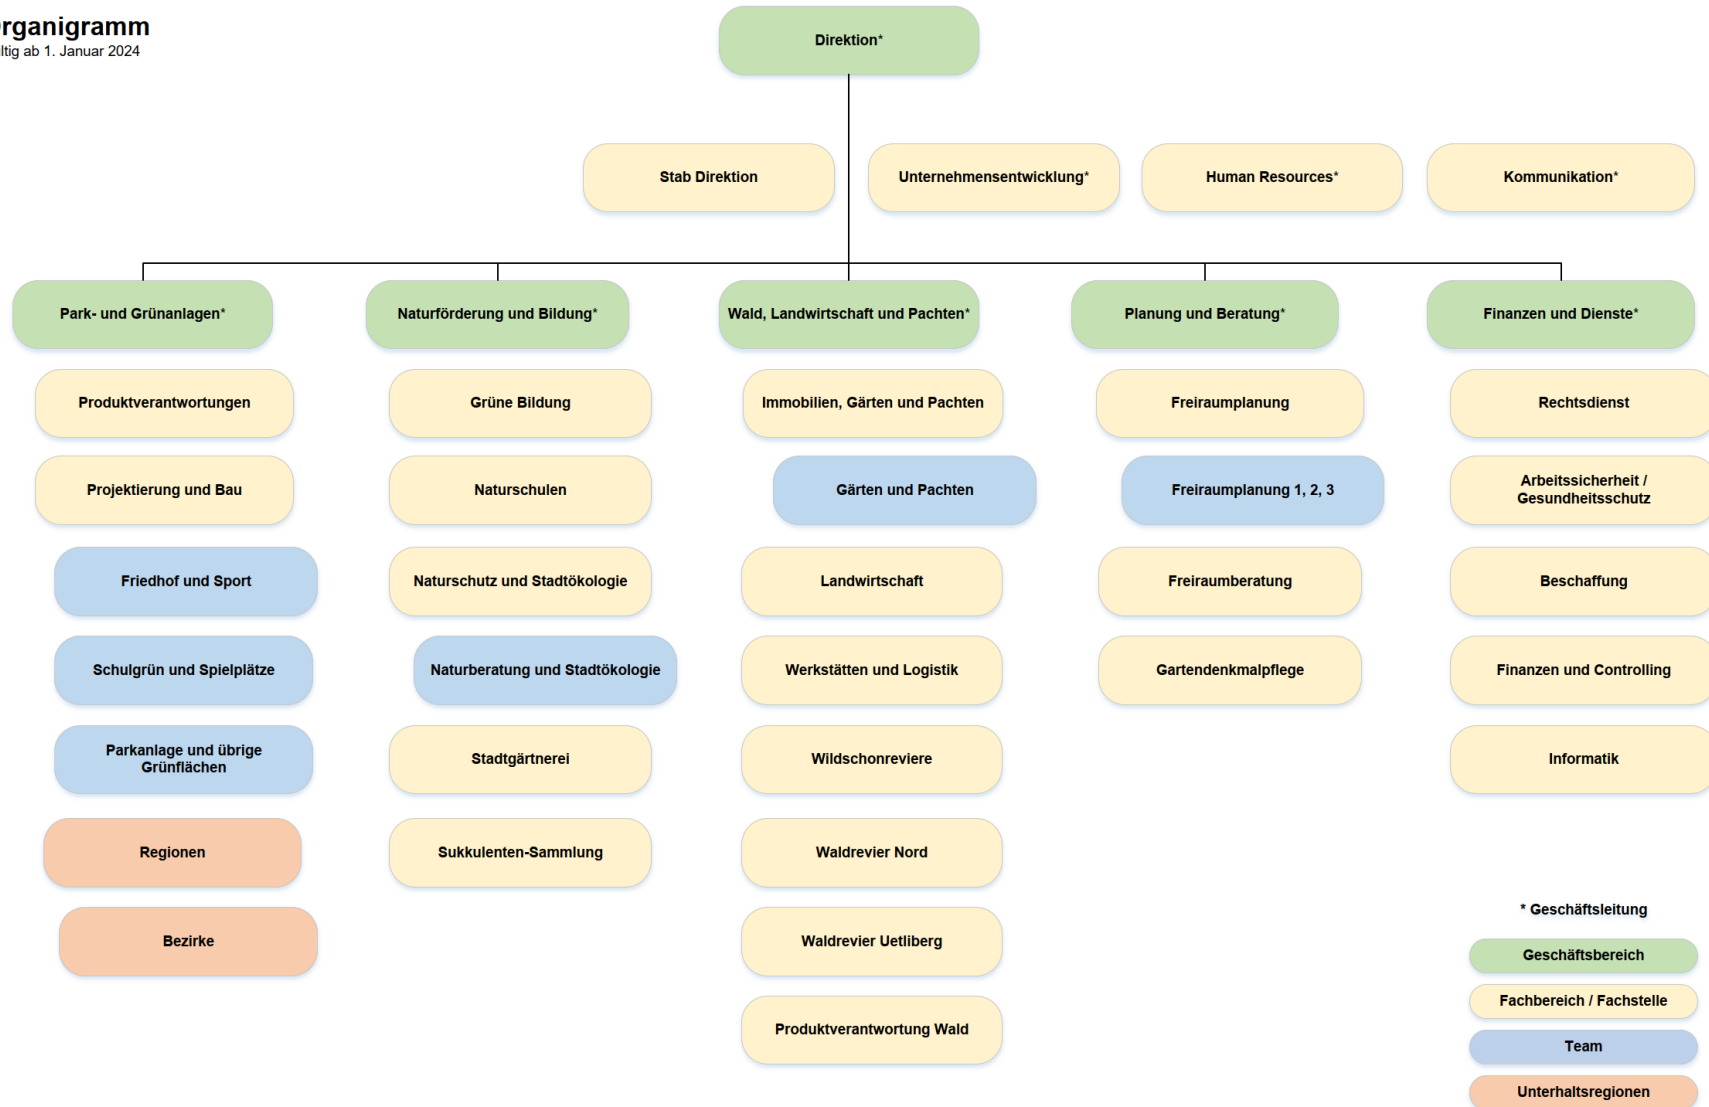 rganigramm
ltig ab 1. Januar 2024
Direktion*
Stab Direktion
Unternehmensentwicklung*
Human Resources*
Kommunikation*
Park- und Grünanlagen*
Naturförderung und Bildung*
Wald, Landwirtschaft und Pachten*
Planung und Beratung*
Finanzen und Dienste*
Produktverantwortungen
Grüne Bildung
Immobilien, Gärten und Pachten
Freiraumplanung
Rechtsdienst
Projektierung und Bau
Naturschulen
Gärten und Pachten
Freiraumplanung 1, 2, 3
Arbeitssicherheit /
Gesundheitsschutz
Friedhof und Sport
Naturschutz und Stadtökologie
Landwirtschaft
Freiraumberatung
Beschaffung
Schulgrün und Spielplätze
Naturberatung und Stadtökologie
Werkstätten und Logistik
Gartendenkmalpflege
Finanzen und Controlling
Parkanlage und übrige
Grünflächen
Stadtgärtnerei
Wildschonreviere
Informatik
Regionen
Sukkulenten-Sammlung
Waldrevier Nord
Bezirke
Waldrevier Uetliberg
Produktverantwortung Wald
* Geschäftsleitung
Geschäftsbereich
Fachbereich / Fachstelle
Team
Unterhaltsregionen